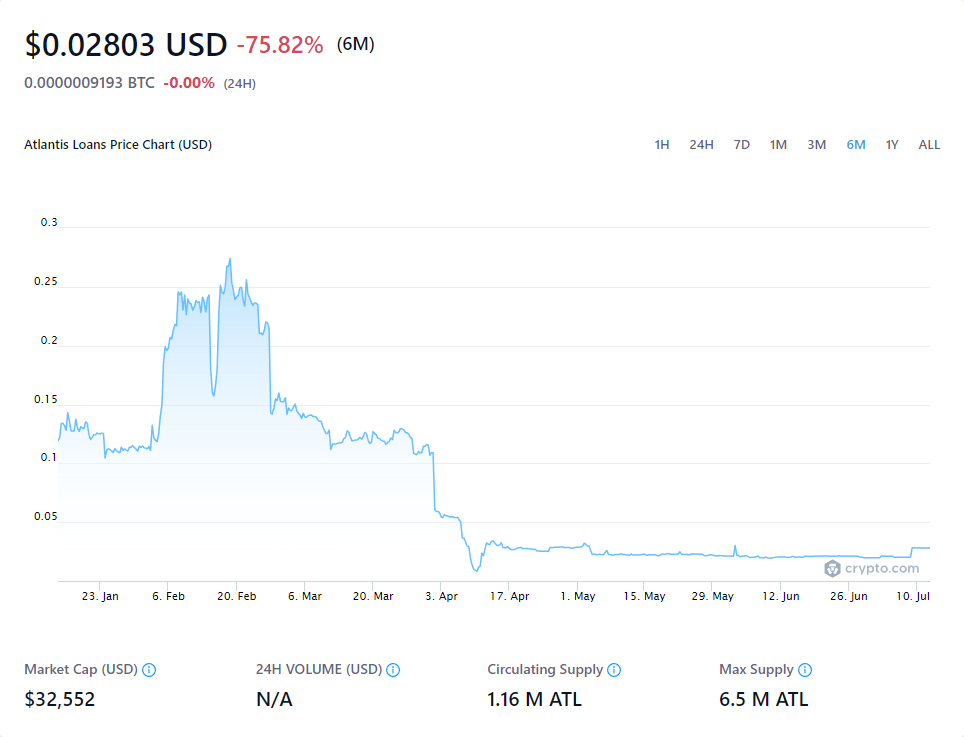 $0.02803 USD -75.82% (6M)
0.0000009193 BTC -0.00% (24H)
Atlantis Loans Price Chart (USD)
1H 24H 7D 1M 3M 6M 1Y ALL
0.3
0.25
0.2
0.15
0.1
0.05
crypto.com
23. Jan 6. Feb 20. Feb 6. Mar 20. Mar 3. Apr 17. Apr 1. May 15. May 29. May 12. Jun 26. Jun 10. Jul
Market Cap (USD) 24H VOLUME (USD) Circulating Supply Max Supply
$32,552 N/A 1.16 M ATL 6.5 M ATL